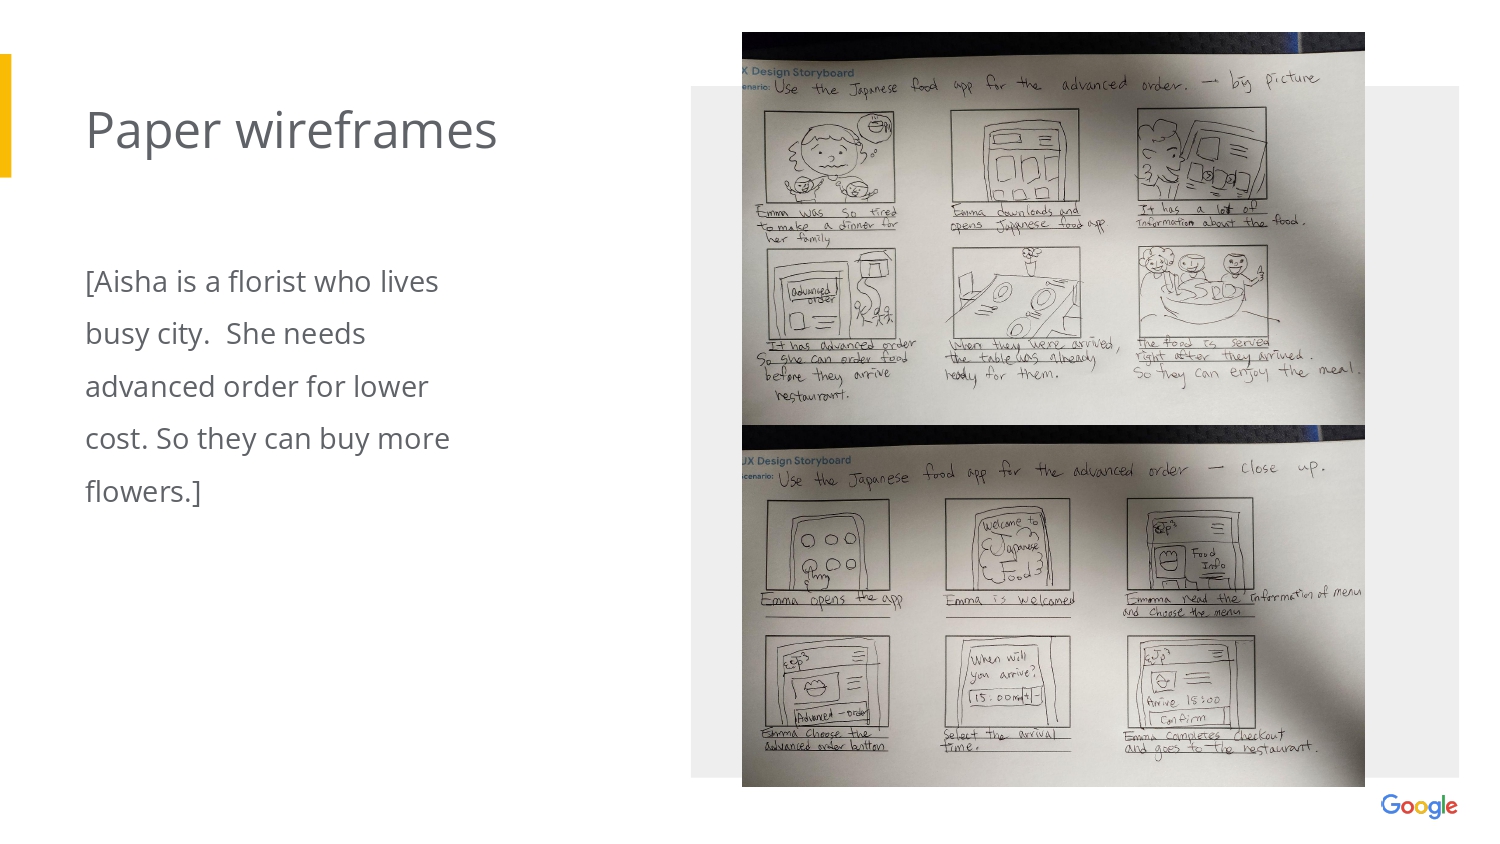 Paper wireframes
[Aisha is a florist who lives
busy city.  She needs
advanced order for lower
cost. So they can buy more
flowers.]
X Design Storyboard
enario: Use the Japanese food app for the advanced order. — big picture
Emma was so tired
to make a dinner for
her family
Emma downloads and
opens Japanese food app
It has a lot of
information about the food.
advanced
order
It has advanced order
So she can order food
before they arrive
restaurant.
When they were arrived,
the table was already
ready for them.
The food is served
right after they arrived.
So they can enjoy the meal.
UX Design Storyboard
cenario: Use the Japanese food app for the advanced order — close up.
Emma opens the app
Welcome to
Japanese
Food
Emma is welcomed
Jp
Food
Info
Emma read the information of menu
and choose the menu
Jp
Advanced-order
Emma choose the
advanced order button
When will
you arrive?
15:00 + -
Select the arrival
time.
Jp
Arrive 15:00
Confirm
Emma completes checkout
and goes to the restaurant.
Google